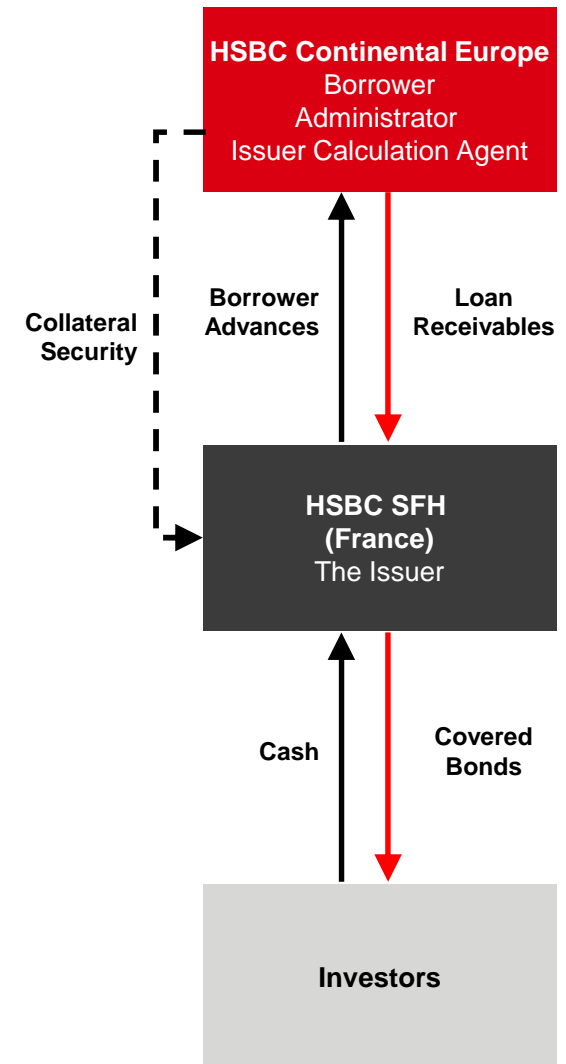 HSBC Continental Europe
Borrower
Administrator
Issuer Calculation Agent
Collateral
Security
Borrower
Advances
Loan
Receivables
HSBC SFH
(France)
The Issuer
Cash
Covered
Bonds
Investors